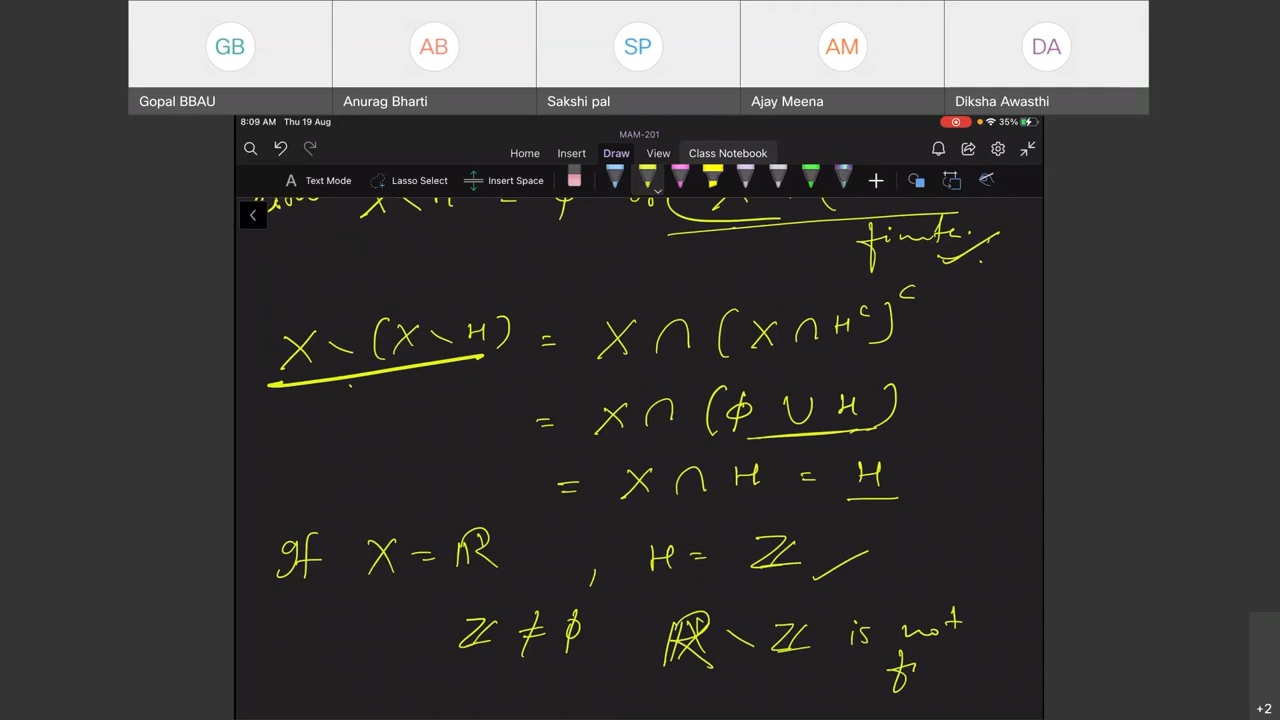 GB AB SP AM DA
Gopal BBAU Anurag Bharti Sakshi pal Ajay Meena Diksha Awasthi
8:09 AM Thu 19 Aug 35%
MAM-201
Home Insert Draw View Class Notebook
Text Mode Lasso Select Insert Space
finite.
X \ (X \ H) = X ∩ (X ∩ Hᶜ)ᶜ
= X ∩ (ϕ ∪ H)
= X ∩ H = H
If X = ℝ , H = ℤ
ℤ ≠ ϕ ℝ \ ℤ is not
f
+2